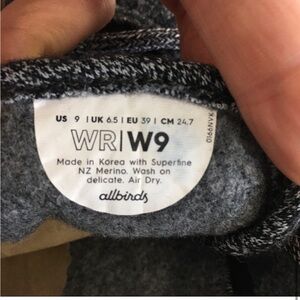 US 9 | UK 6.5 | EU 39 | CM 24.7
WR|W9
Made in Korea with Superfine
NZ Merino. Wash on
delicate. Air Dry.
allbirds
0166NVK